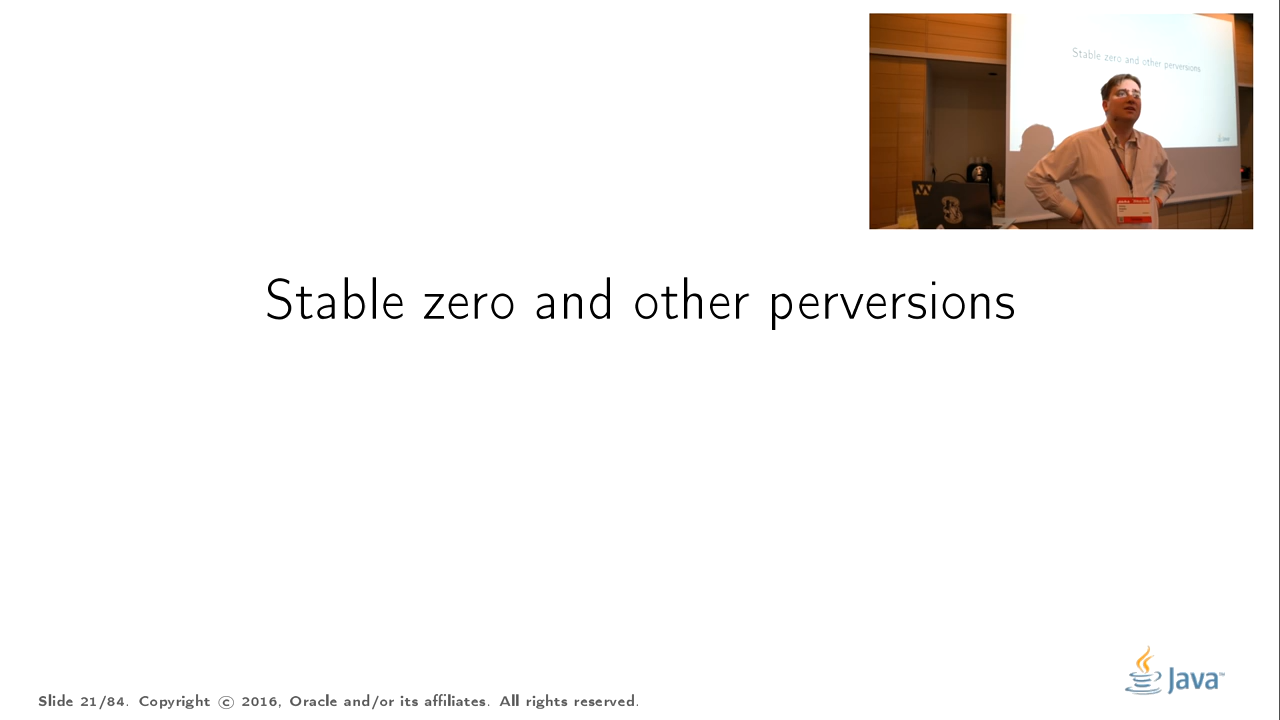 Stable zero and other perversions
Stable zero and other perversions
Java™
Slide 21/84. Copyright © 2016, Oracle and/or its affiliates. All rights reserved.